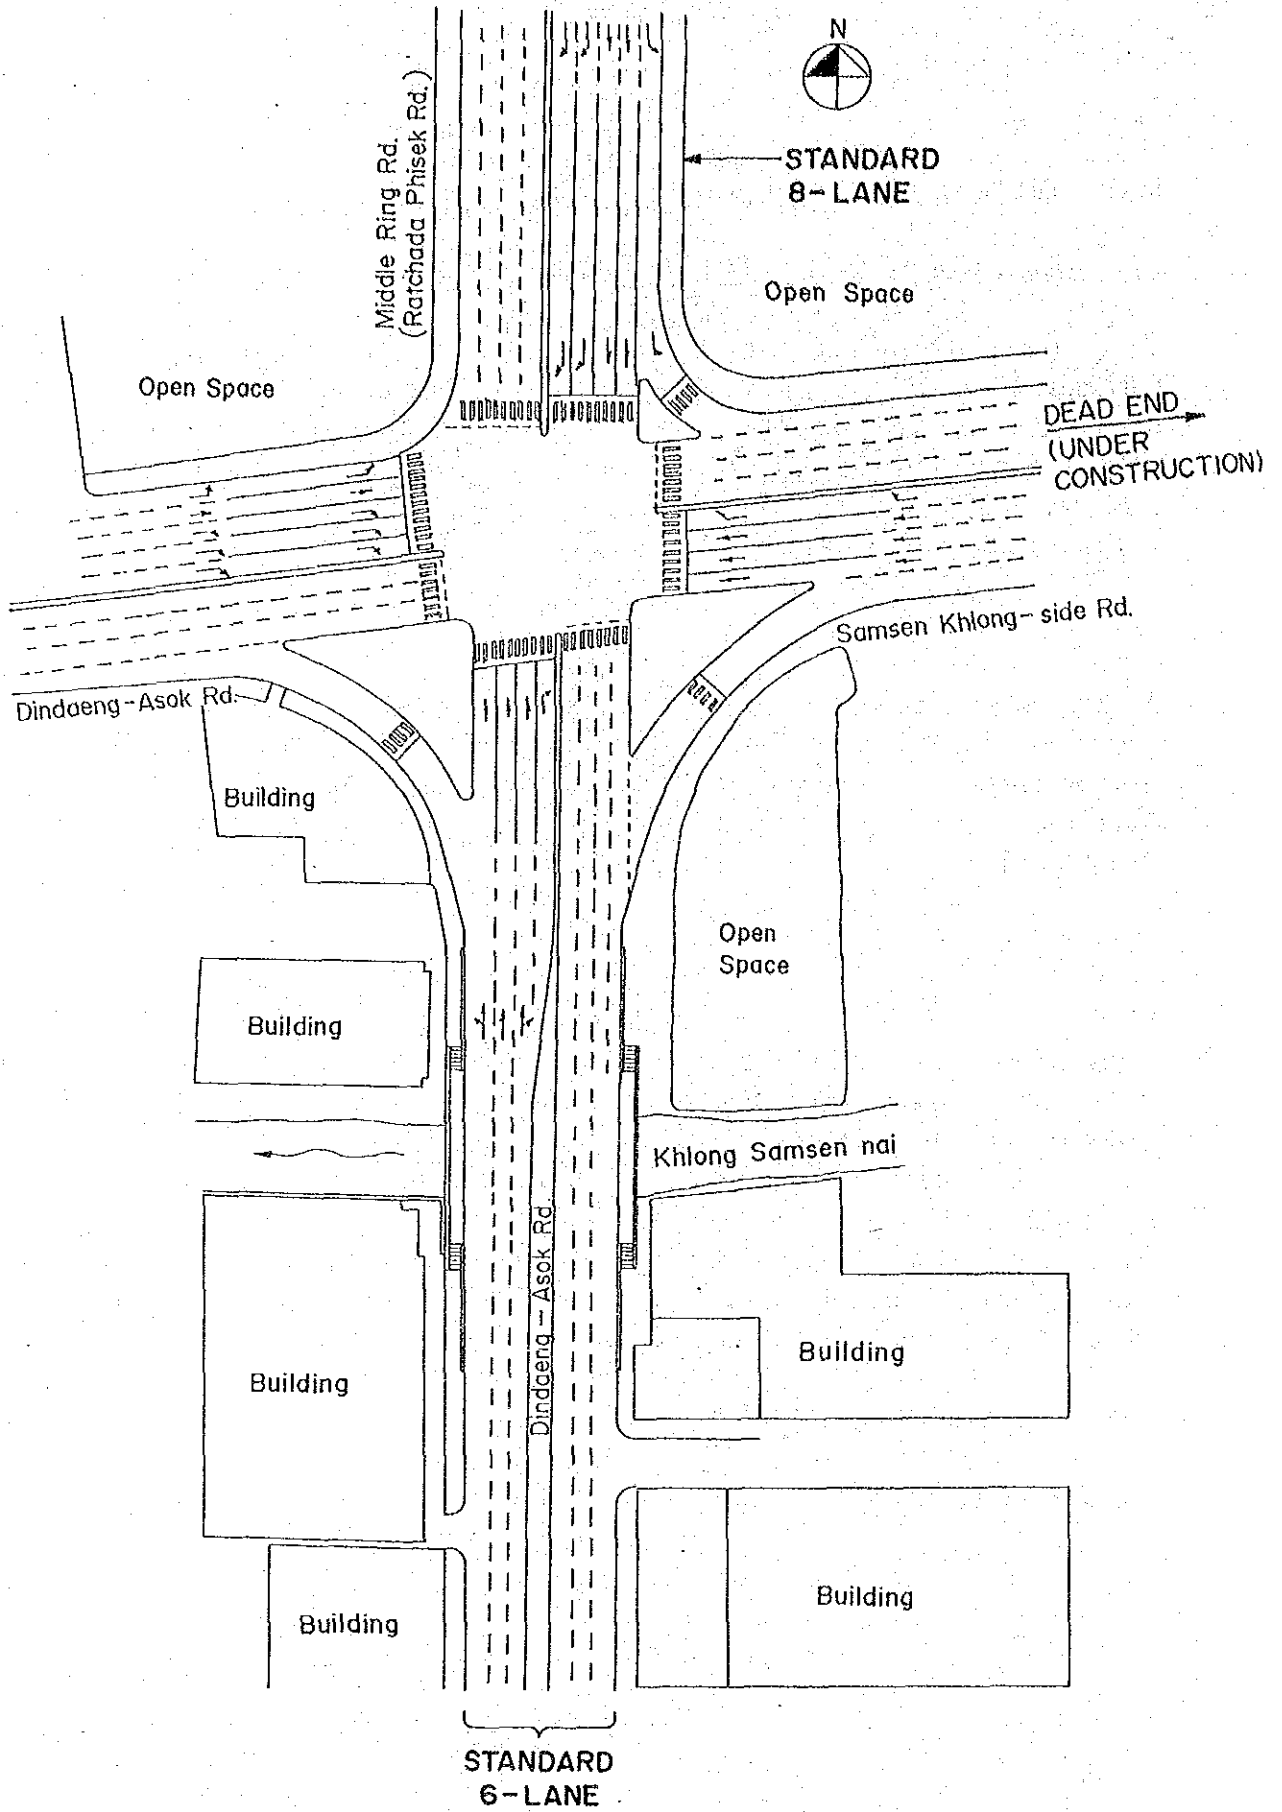 N
STANDARD
8-LANE
Middle Ring Rd.
(Ratchada Phisek Rd.)
Open Space
Open Space
DEAD END
(UNDER
CONSTRUCTION)
Samsen Khlong-side Rd.
Dindaeng-Asok Rd.
Building
Open
Space
Building
Khlong Samsen nai
Dindaeng-Asok Rd.
Building
Building
Building
Building
STANDARD
6-LANE